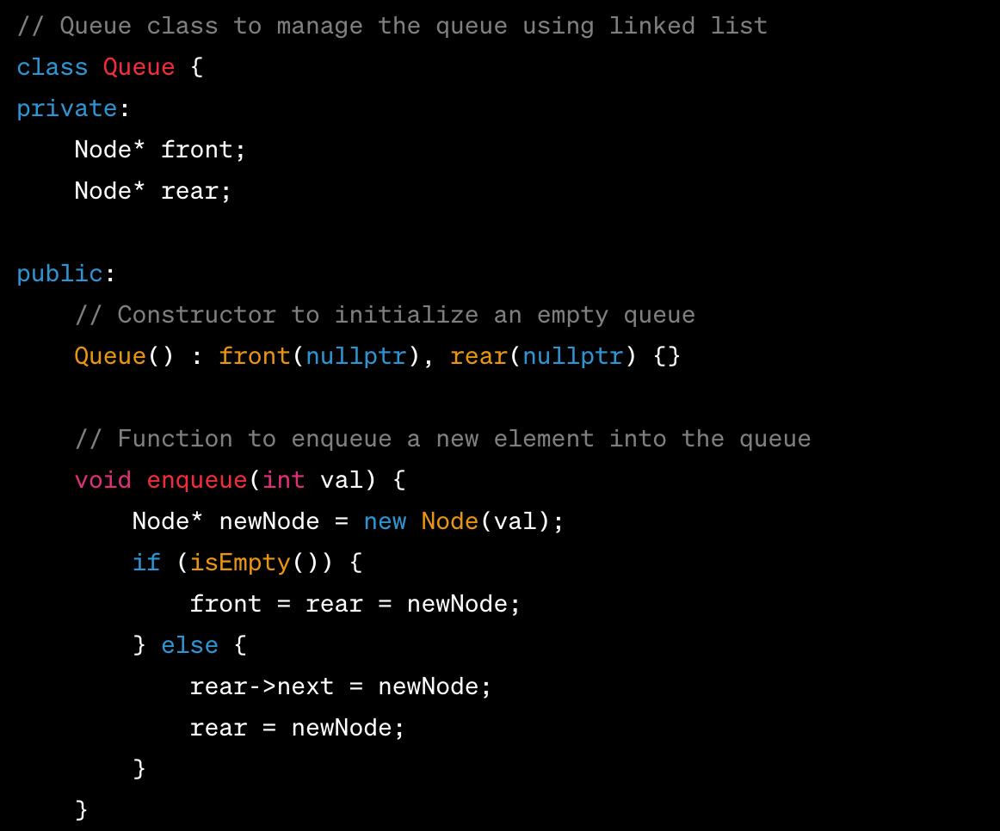 // Queue class to manage the queue using linked list
class Queue {
private:
    Node* front;
    Node* rear;

public:
    // Constructor to initialize an empty queue
    Queue() : front(nullptr), rear(nullptr) {}

    // Function to enqueue a new element into the queue
    void enqueue(int val) {
        Node* newNode = new Node(val);
        if (isEmpty()) {
            front = rear = newNode;
        } else {
            rear->next = newNode;
            rear = newNode;
        }
    }